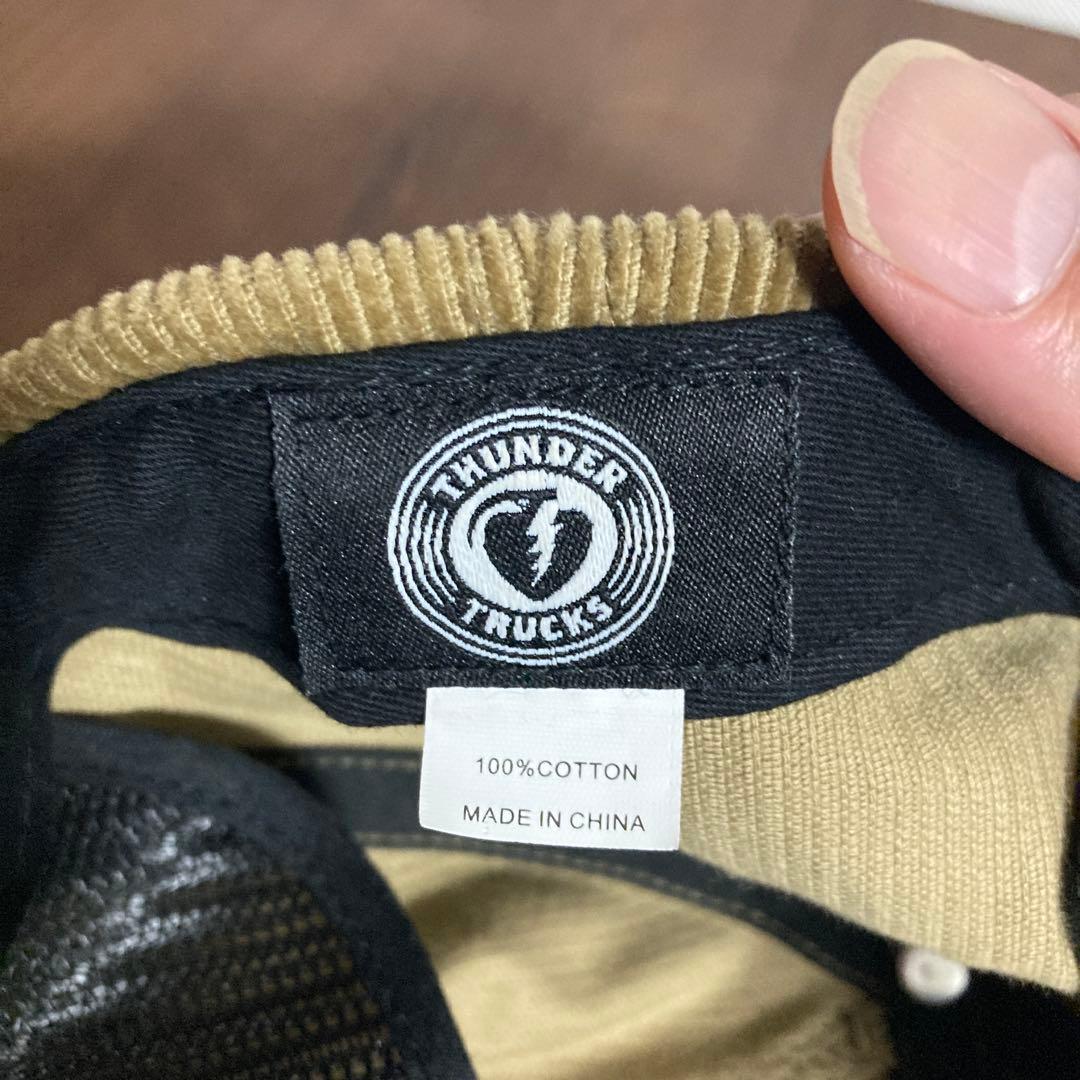 THUNDER
TRUCKS
100%COTTON
MADE IN CHINA